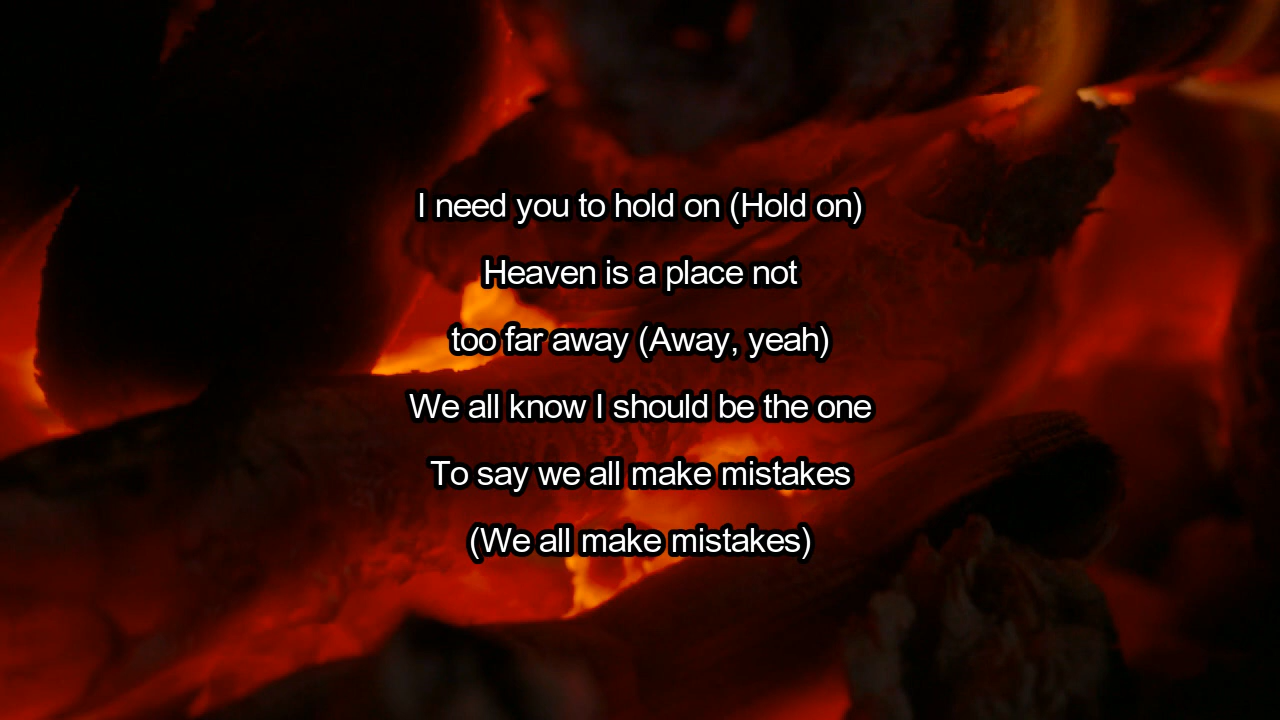 I need you to hold on (Hold on)
Heaven is a place not
too far away (Away, yeah)
We all know I should be the one
To say we all make mistakes
(We all make mistakes)